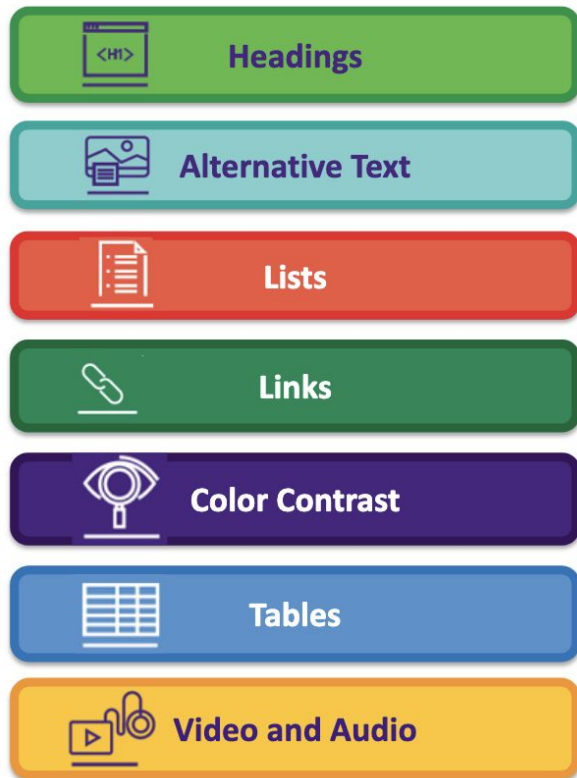 <H1>
Headings
Alternative Text
Lists
Links
Color Contrast
Tables
Video and Audio